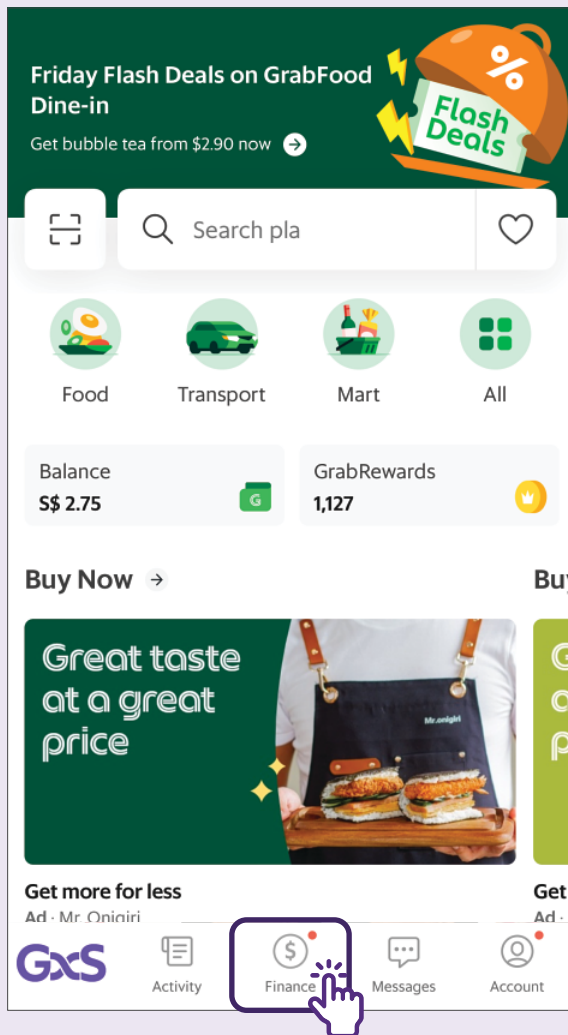 Friday Flash Deals on GrabFood
Dine-in
Get bubble tea from $2.90 now
%
Flash
Deals
Search pla
Food
Transport
Mart
All
Balance
S$ 2.75
G
GrabRewards
1,127
Buy Now
Buy
Great taste
at a great
price
Mr.onigiri
G
a
p
Get more for less
Ad · Mr. Onigiri
Get
Ad ·
GXS
Activity
$
Finance
Messages
Account